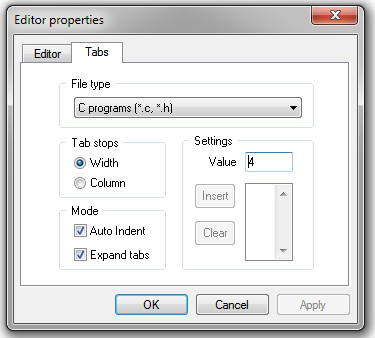 Editor properties
Editor
Tabs
File type
C programs (*.c, *.h)
Tab stops
Width
Column
Settings
Value 4
Insert
Clear
Mode
Auto Indent
Expand tabs
OK
Cancel
Apply